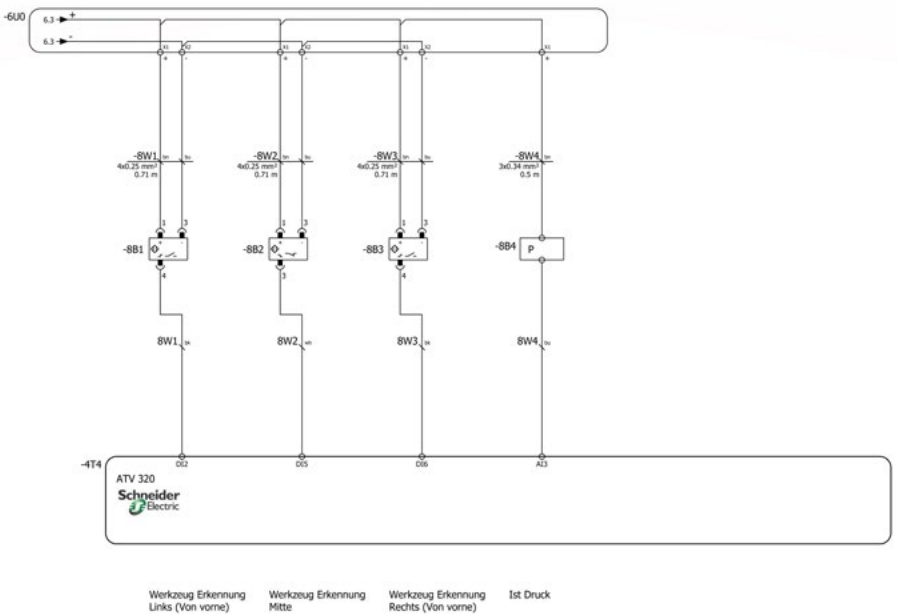 -6U0
6.3 +
6.3 -
X1 X2 X1 X2 X1 X2 X1
+ - + - + - +
-8W1 bn bu -8W2 bn bu -8W3 bn bu -8W4 bn
4x0.25 mm² 4x0.25 mm² 4x0.25 mm² 3x0.34 mm²
0.71 m 0.71 m 0.71 m 0.5 m
1 3 1 3 1 3
-8B1 + - -8B2 + - -8B3 + - -8B4 P
4 3 4
8W1 bk 8W2 wh 8W3 bk 8W4 bu
-4T4 DI2 DI5 DI6 AI3
ATV 320
Schneider
Electric
Werkzeug Erkennung Werkzeug Erkennung Werkzeug Erkennung Ist Druck
Links (Von vorne) Mitte Rechts (Von vorne)